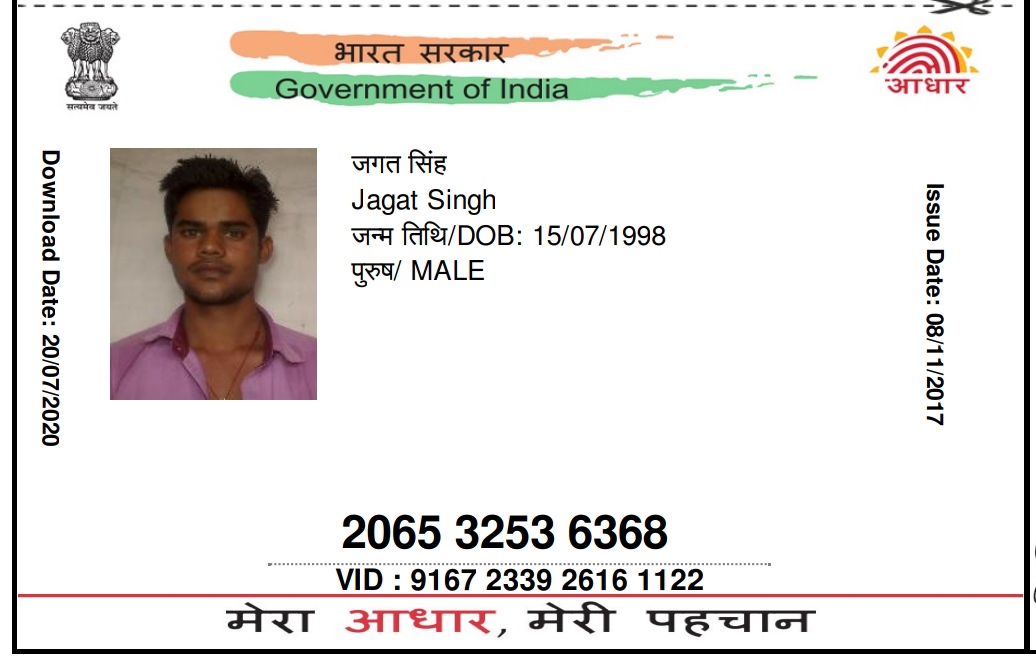 भारत सरकार
Government of India
सत्यमेव जयते
आधार
Download Date: 20/07/2020
जगत सिंह
Jagat Singh
जन्म तिथि/DOB: 15/07/1998
पुरुष/ MALE
Issue Date: 08/11/2017
2065 3253 6368
VID : 9167 2339 2616 1122
मेरा आधार, मेरी पहचान